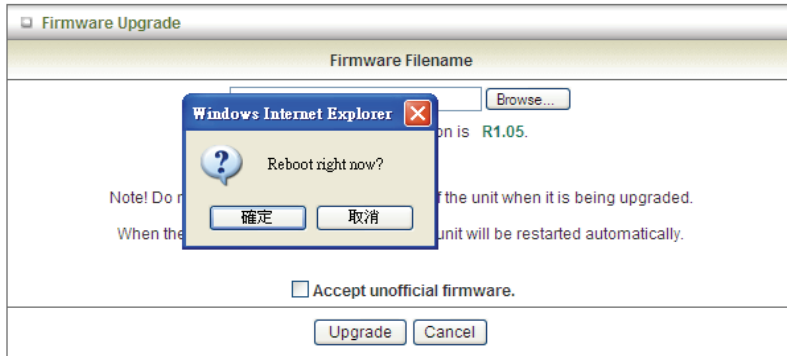 Firmware Upgrade
Firmware Filename
Browse...
Windows Internet Explorer
on is R1.05.
Reboot right now?
Note! Do
f the unit when it is being upgraded.
確定 取消
When the
unit will be restarted automatically.
Accept unofficial firmware.
Upgrade Cancel